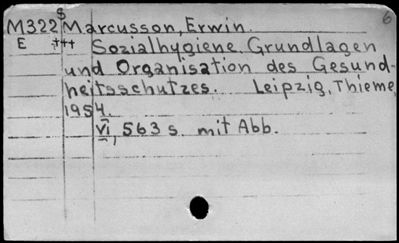 6
S
M322 Marcusson, Erwin.
E ††† Sozialhygiene. Grundlagen
und Organisation des Gesund-
heitsschutzes. Leipzig, Thieme,
1954.
VI, 563 s. mit Abb.